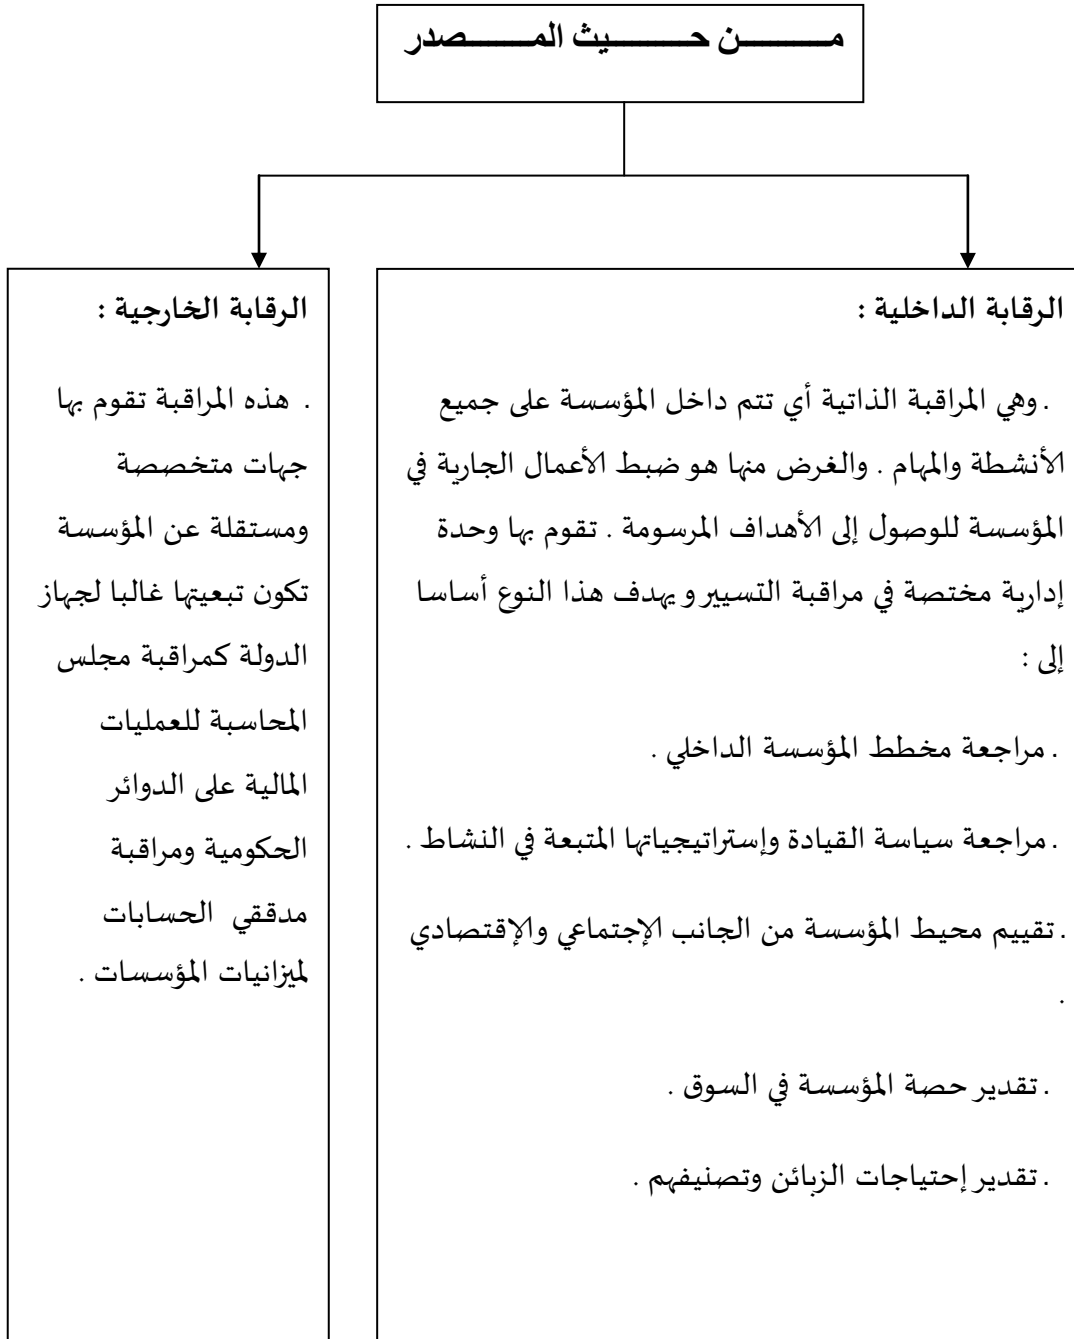 من حيث المصدر
الرقابة الداخلية :
. وهي المراقبة الذاتية أي تتم داخل المؤسسة على جميع
الأنشطة والمهام . والغرض منها هو ضبط الأعمال الجارية في
المؤسسة للوصول إلى الأهداف المرسومة . تقوم بها وحدة
إدارية مختصة في مراقبة التسيير و يهدف هذا النوع أساسا
إلى :
. مراجعة مخطط المؤسسة الداخلي .
. مراجعة سياسة القيادة وإستراتيجياتها المتبعة في النشاط .
. تقييم محيط المؤسسة من الجانب الإجتماعي والإقتصادي
.
. تقدير حصة المؤسسة في السوق .
. تقدير إحتياجات الزبائن وتصنيفهم .
الرقابة الخارجية :
. هذه المراقبة تقوم بها
جهات متخصصة
ومستقلة عن المؤسسة
تكون تبعيتها غالبا لجهاز
الدولة كمراقبة مجلس
المحاسبة للعمليات
المالية على الدوائر
الحكومية ومراقبة
مدققي الحسابات
لميزانيات المؤسسات .